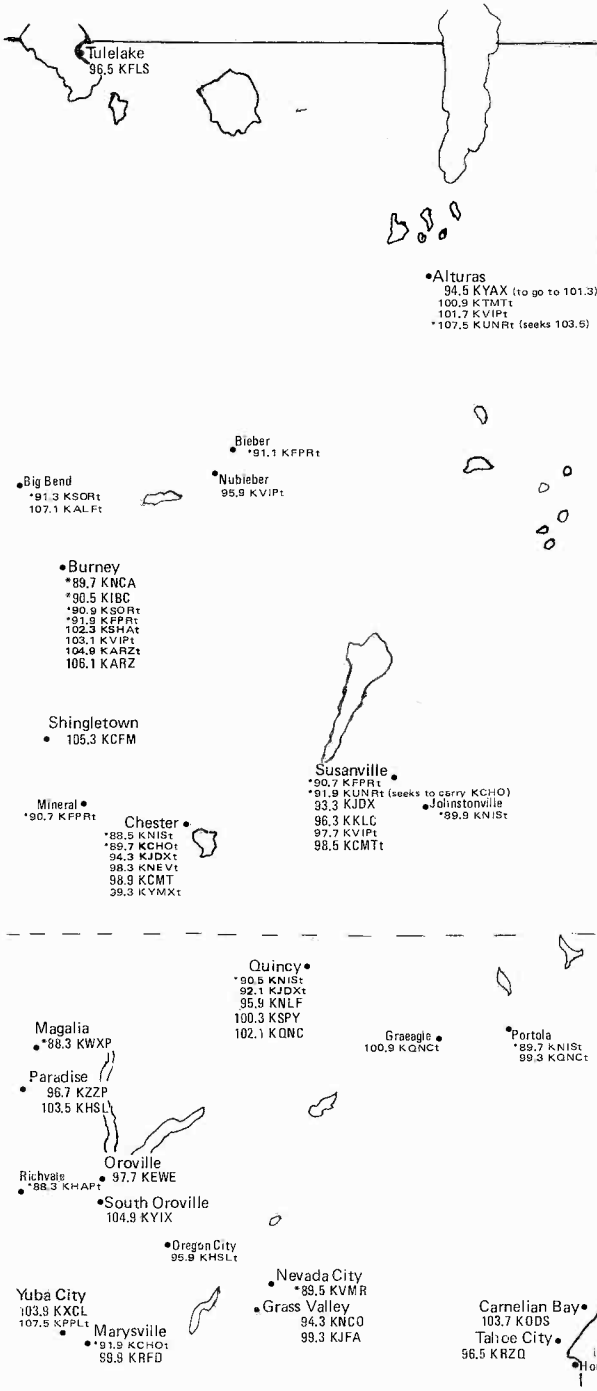 Tulelake
96.5 KFLS
Alturas
94.5 KYAX (to go to 101.3)
100.9 KTMTt
101.7 KVIPt
*107.5 KUNRt (seeks 103.5)
Bieber
*91.1 KFPRt
Big Bend
*91.3 KSORt
107.1 KALFt
Nubieber
95.9 KVIPt
Burney
*89.7 KNCA
*90.5 KIBC
*90.9 KSORt
*91.9 KFPRt
102.3 KSHAt
103.1 KVIPt
104.9 KARZt
106.1 KARZ
Shingletown
105.3 KCFM
Susanville
*90.7 KFPRt
*91.9 KUNRt (seeks to carry KCHO)
93.3 KJDX
96.3 KKLC
97.7 KVIPt
98.5 KCMTt
Johnstonville
*89.9 KNISt
Mineral
*90.7 KFPRt
Chester
*88.5 KNISt
*89.7 KCHOt
94.3 KJDXt
98.3 KNEVt
98.9 KCMT
99.3 KYMXt
Quincy
*90.5 KNISt
92.1 KJDXt
95.9 KNLF
100.3 KSPY
102.1 KQNC
Magalia
*88.3 KWXP
Graeagle
100.9 KQNCt
Portola
*89.7 KNISt
99.3 KQNCt
Paradise
96.7 KZZP
103.5 KHSL
Oroville
97.7 KEWE
Richvale
*88.3 KHAPt
South Oroville
104.9 KYIX
Oregon City
95.9 KHSLt
Nevada City
*89.5 KVMR
Grass Valley
94.3 KNCO
99.3 KJFA
Yuba City
103.9 KXCL
107.5 KPPLt
Marysville
*91.9 KCHOt
99.9 KRFD
Carnelian Bay
103.7 KODS
Tahoe City
96.5 KRZQ